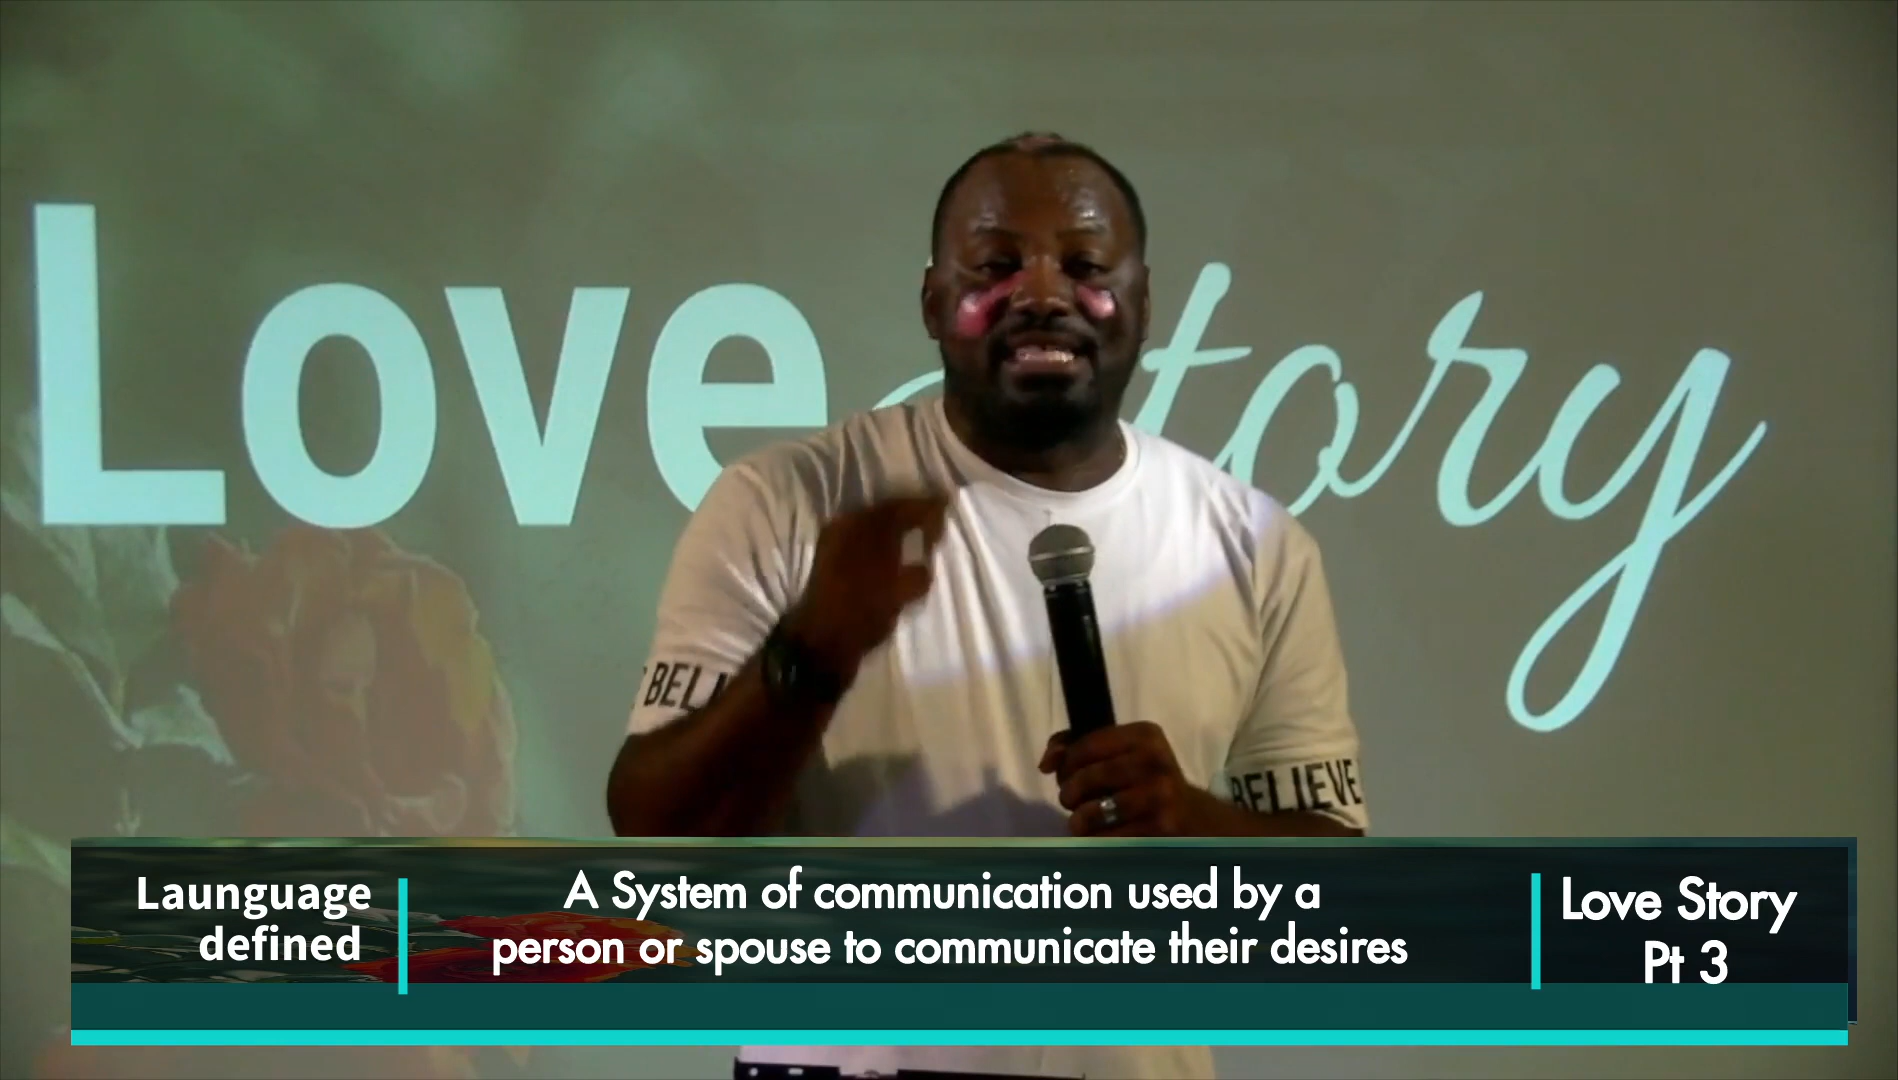 Love Story
BELI
BELIEVE
Launguage
defined
A System of communication used by a
person or spouse to communicate their desires
Love Story
Pt 3